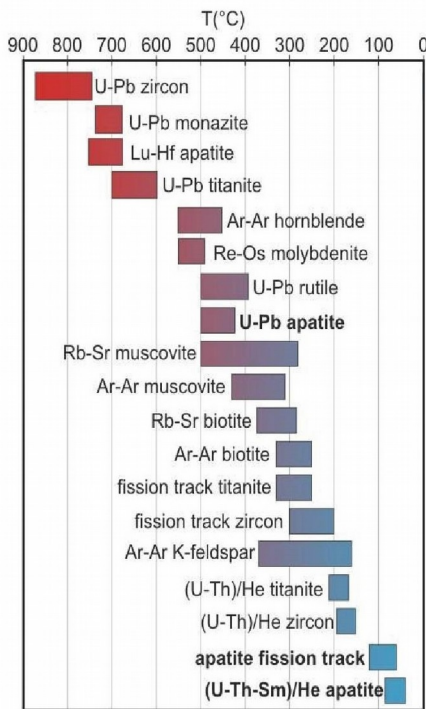 T(°C)
900 800 700 600 500 400 300 200 100 0
U-Pb zircon
U-Pb monazite
Lu-Hf apatite
U-Pb titanite
Ar-Ar hornblende
Re-Os molybdenite
U-Pb rutile
U-Pb apatite
Rb-Sr muscovite
Ar-Ar muscovite
Rb-Sr biotite
Ar-Ar biotite
fission track titanite
fission track zircon
Ar-Ar K-feldspar
(U-Th)/He titanite
(U-Th)/He zircon
apatite fission track
(U-Th-Sm)/He apatite